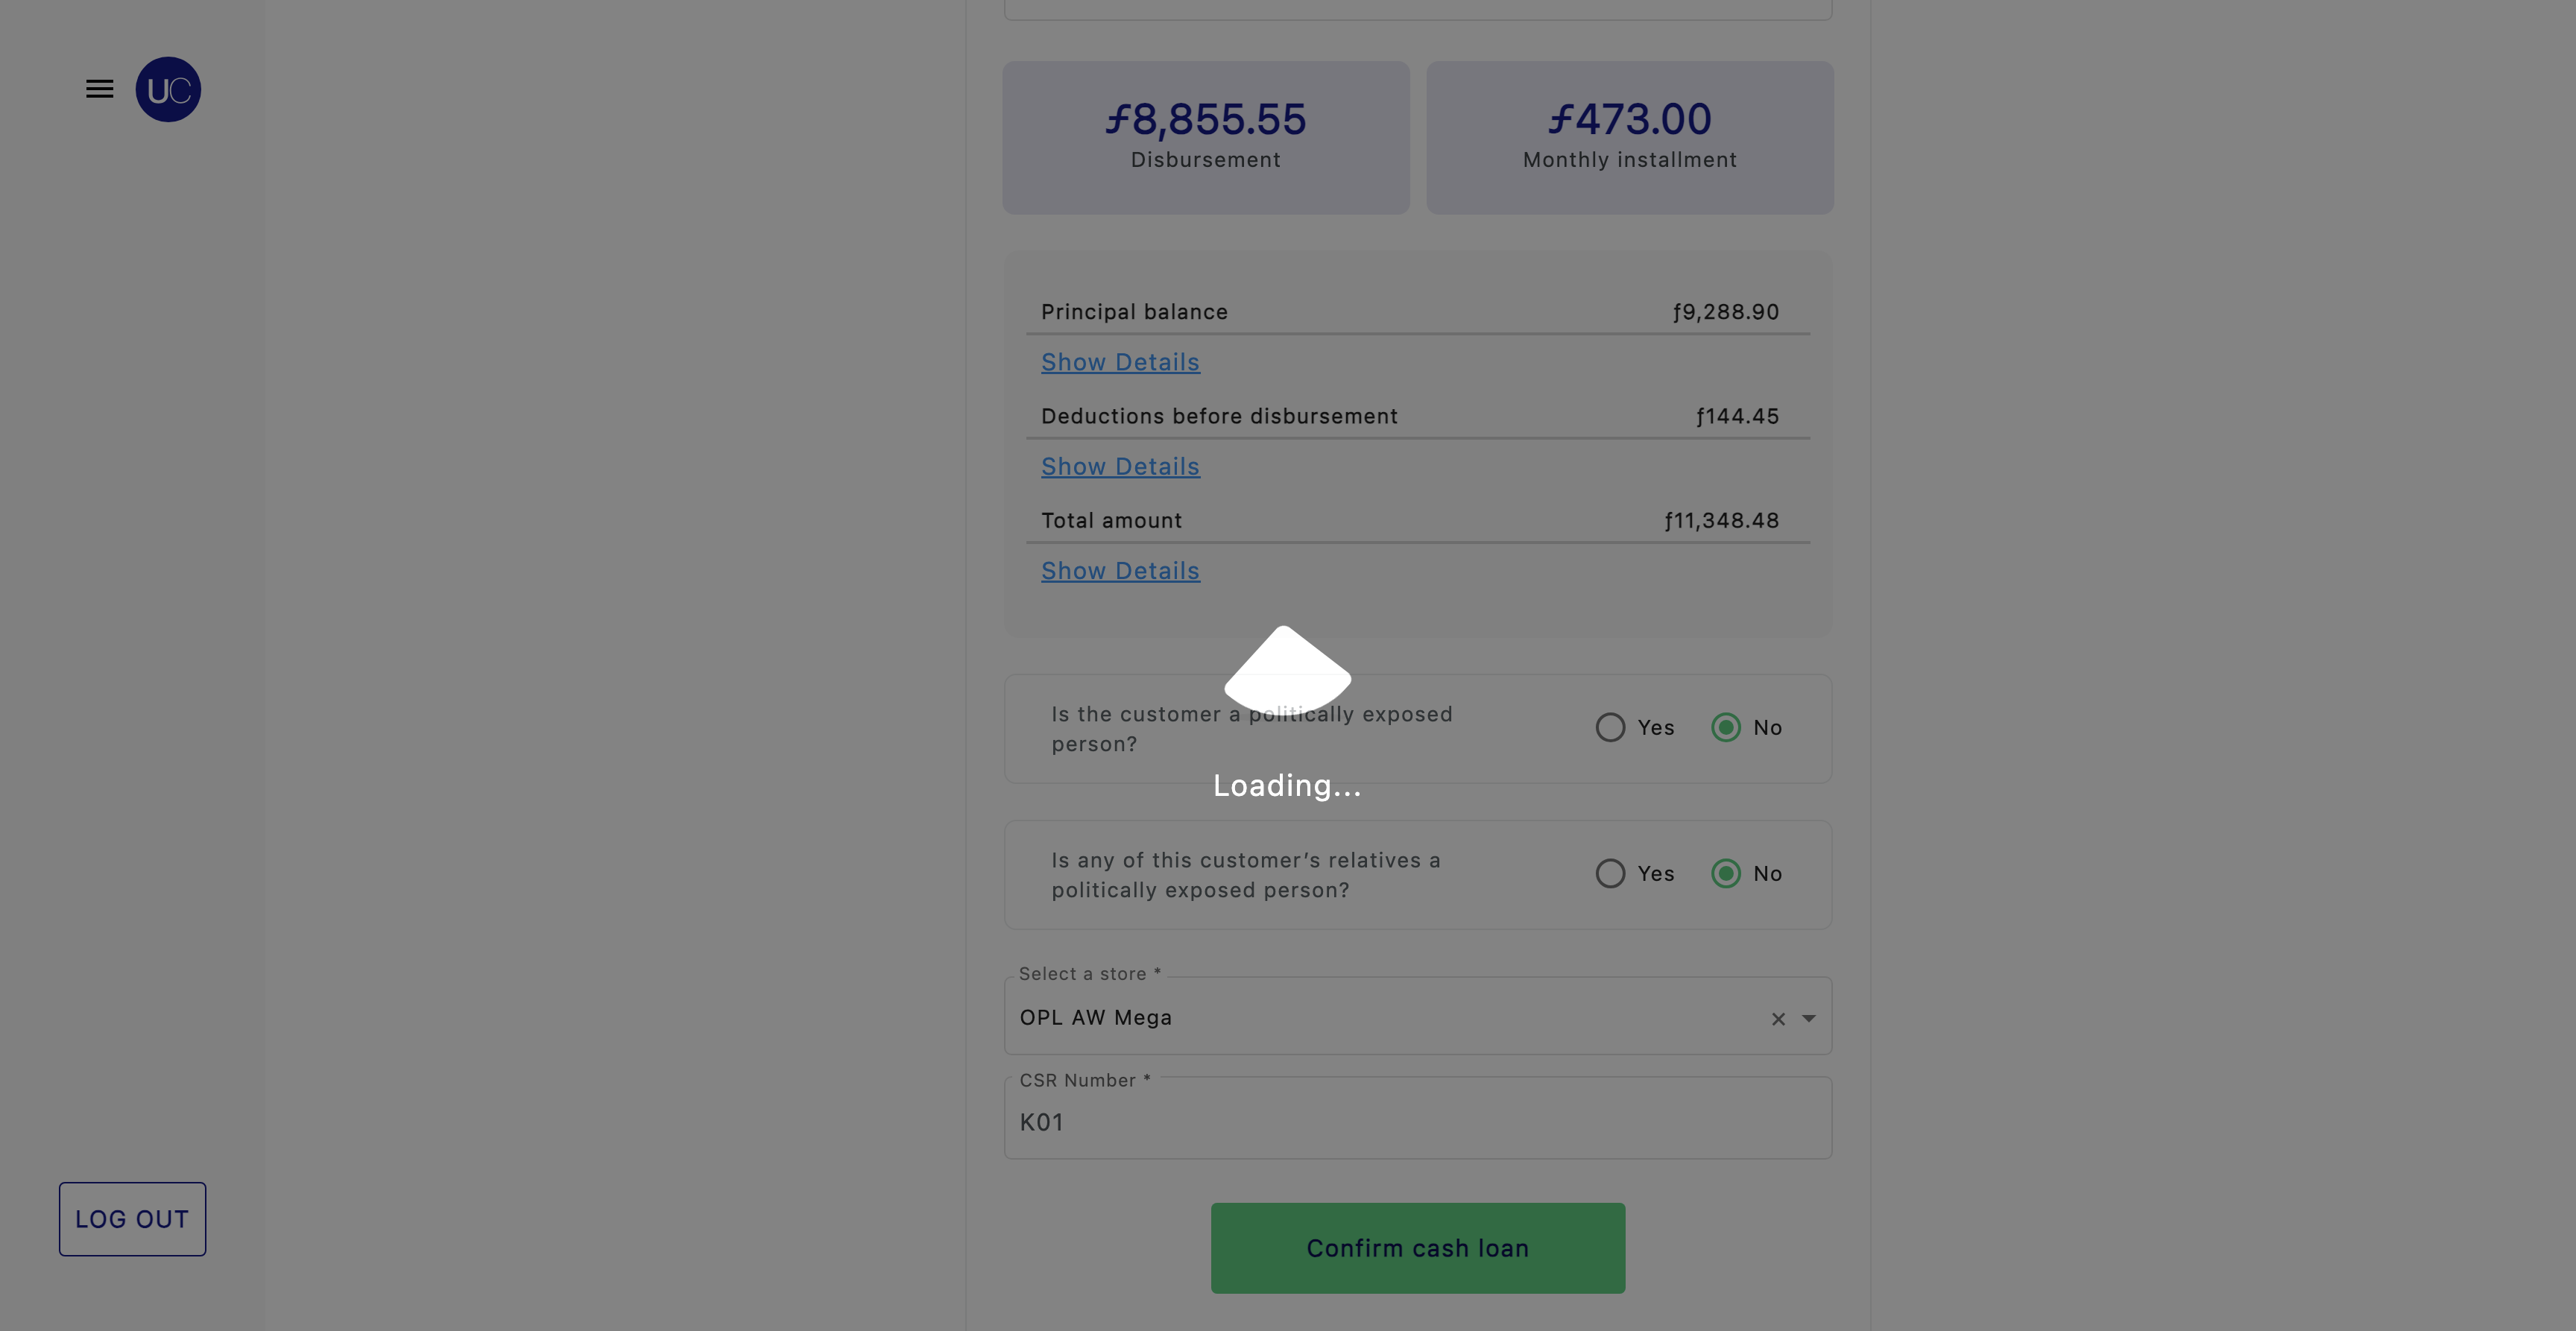 UC
ƒ8,855.55
Disbursement
ƒ473.00
Monthly installment
Principal balance ƒ9,288.90
Show Details
Deductions before disbursement ƒ144.45
Show Details
Total amount ƒ11,348.48
Show Details
Is the customer a politically exposed
person?
Yes No
Loading...
Is any of this customer’s relatives a
politically exposed person?
Yes No
Select a store *
OPL AW Mega
CSR Number *
K01
LOG OUT
Confirm cash loan